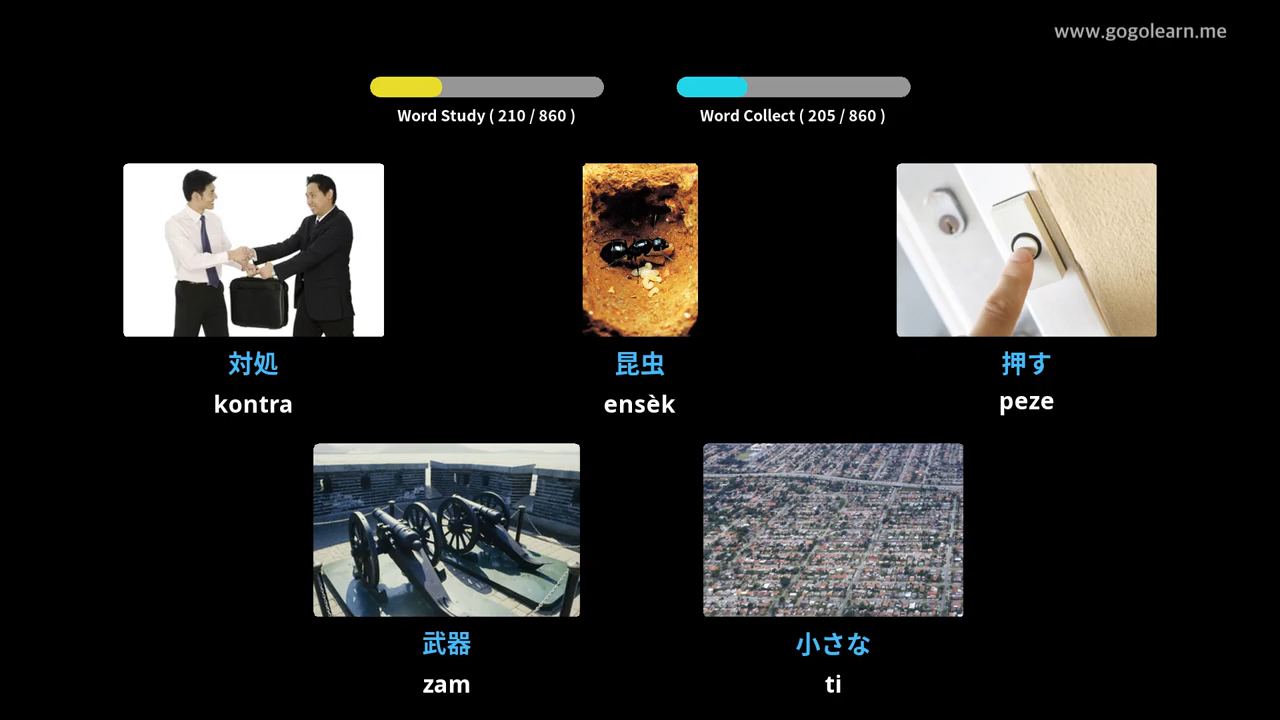 www.gogolearn.me
Word Study ( 210 / 860 )
Word Collect ( 205 / 860 )
対処
kontra
昆虫
ensèk
押す
peze
武器
zam
小さな
ti